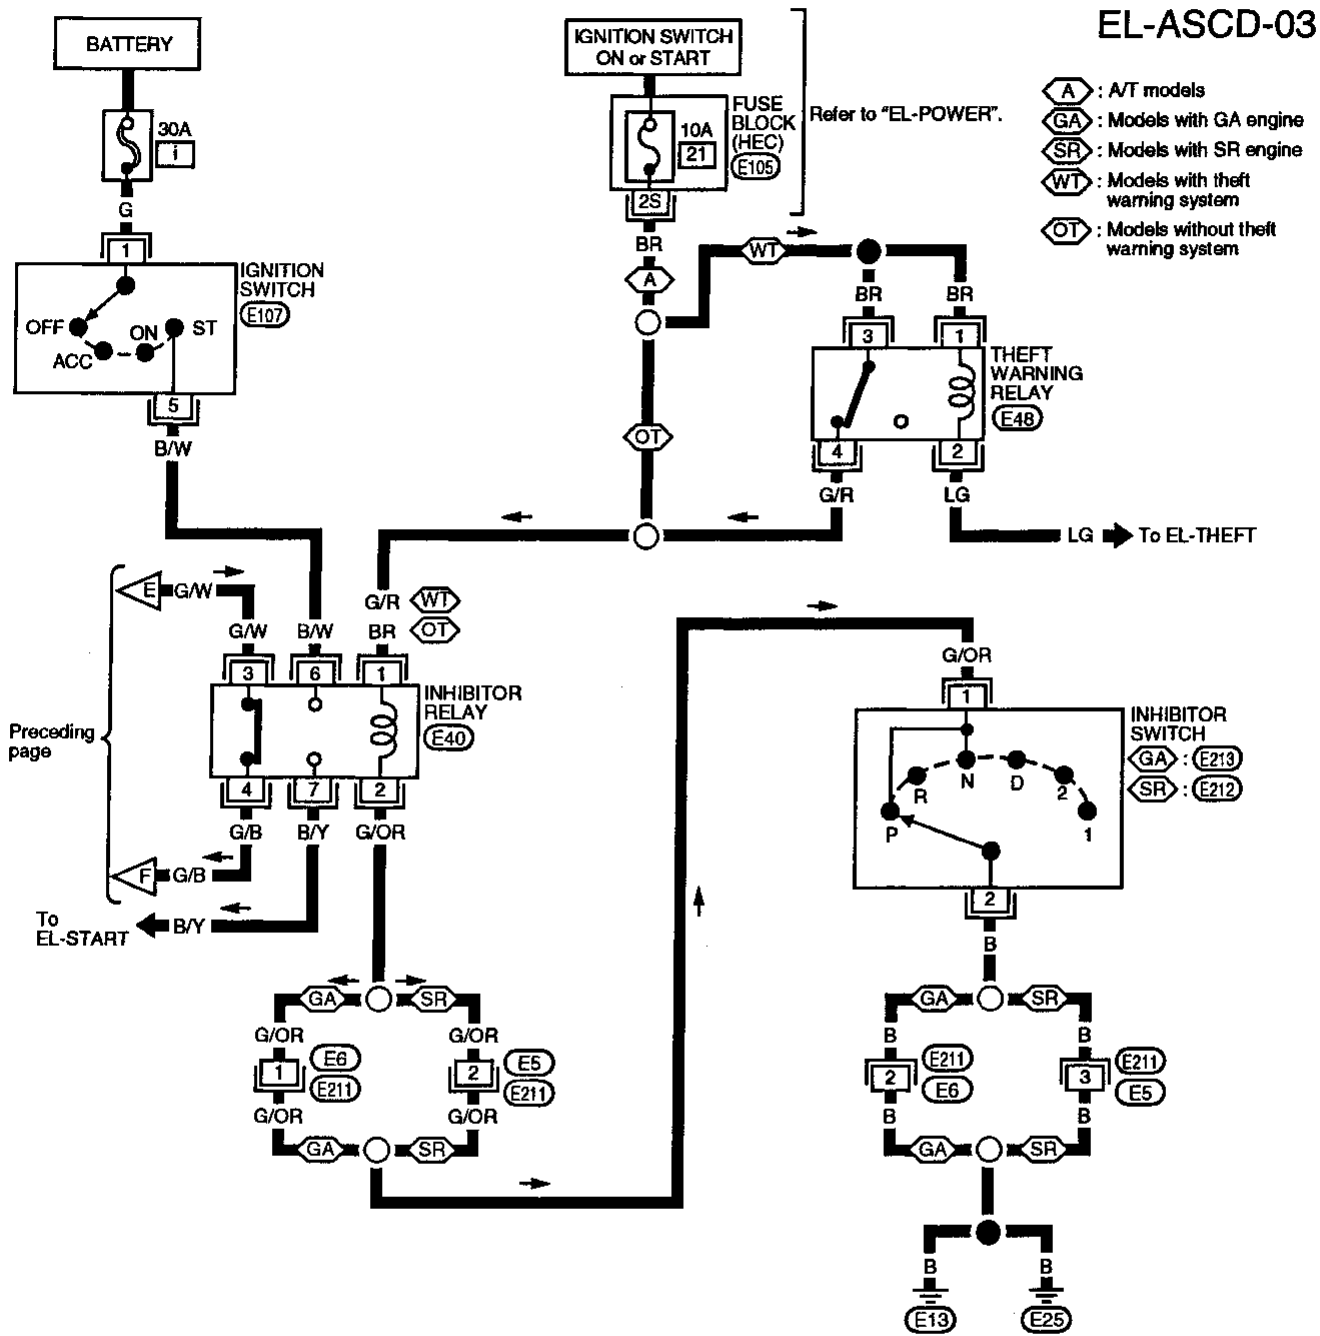 EL-ASCD-03
BATTERY
IGNITION SWITCH
ON or START
30A
i
10A
21
FUSE
BLOCK
(HEC)
E105
Refer to "EL-POWER".
A : A/T models
GA : Models with GA engine
SR : Models with SR engine
WT : Models with theft
warning system
OT : Models without theft
warning system
G
1
2S
BR
A
WT
IGNITION
SWITCH
E107
OFF
ACC
ON
ST
5
B/W
BR
BR
3
1
THEFT
WARNING
RELAY
E48
OT
4
2
G/R
LG
LG
To EL-THEFT
E
G/W
G/W
B/W
G/R
WT
BR
OT
3
6
1
INHIBITOR
RELAY
E40
Preceding
page
4
7
2
G/B
B/Y
G/OR
F
G/B
To
EL-START
B/Y
G/OR
1
INHIBITOR
SWITCH
GA : E213
SR : E212
P
R
N
D
2
1
2
B
GA
SR
G/OR
G/OR
1
E6
E211
2
E5
E211
G/OR
G/OR
GA
SR
GA
SR
B
B
2
E211
E6
3
E211
E5
B
B
GA
SR
B
B
E13
E25